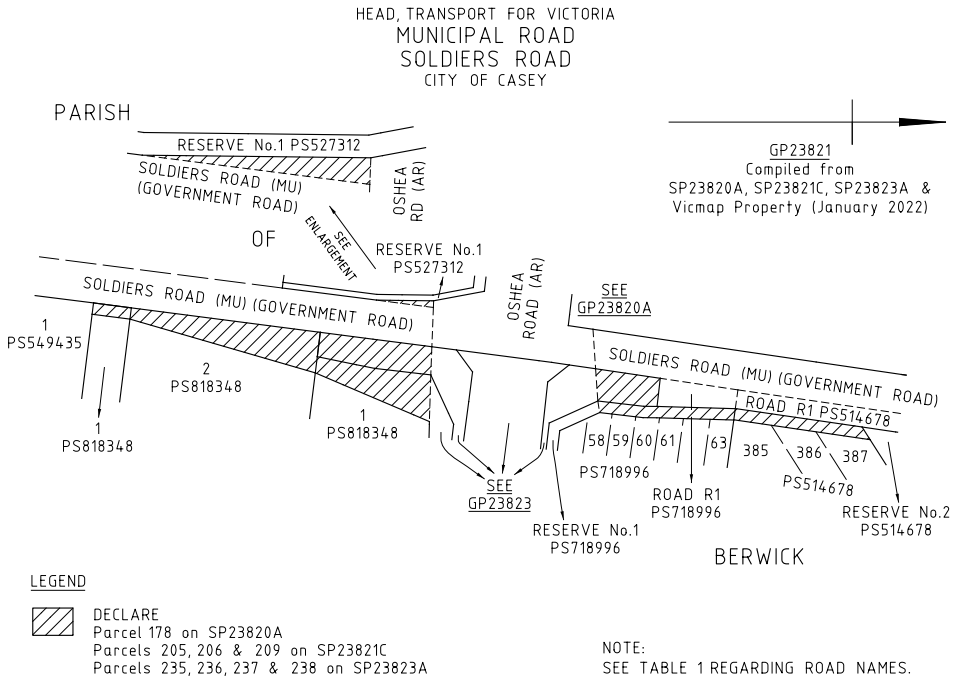 HEAD, TRANSPORT FOR VICTORIA
MUNICIPAL ROAD
SOLDIERS ROAD
CITY OF CASEY
PARISH
RESERVE No.1 PS527312
SOLDIERS ROAD (MU)
(GOVERNMENT ROAD)
OSHEA
RD (AR)
GP23821
Compiled from
SP23820A, SP23821C, SP23823A &
Vicmap Property (January 2022)
OF
SEE
ENLARGEMENT
RESERVE No.1
PS527312
OSHEA
ROAD (AR)
SEE
GP23820A
SOLDIERS ROAD (MU) (GOVERNMENT ROAD)
SOLDIERS ROAD (MU) (GOVERNMENT ROAD)
1
PS549435
2
PS818348
1
PS818348
1
PS818348
ROAD R1 PS514678
58
59
60
61
63
385
386
387
PS718996
PS514678
SEE
GP23823
ROAD R1
PS718996
RESERVE No.1
PS718996
RESERVE No.2
PS514678
BERWICK
LEGEND
DECLARE
Parcel 178 on SP23820A
Parcels 205, 206 & 209 on SP23821C
Parcels 235, 236, 237 & 238 on SP23823A
NOTE:
SEE TABLE 1 REGARDING ROAD NAMES.